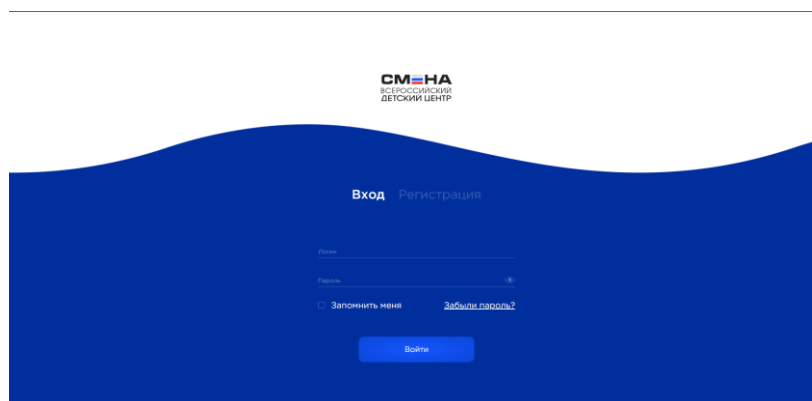 СМЕНА
ВСЕРОССИЙСКИЙ
ДЕТСКИЙ ЦЕНТР
Вход Регистрация
Логин
Пароль
Запомнить меня Забыли пароль?
Войти